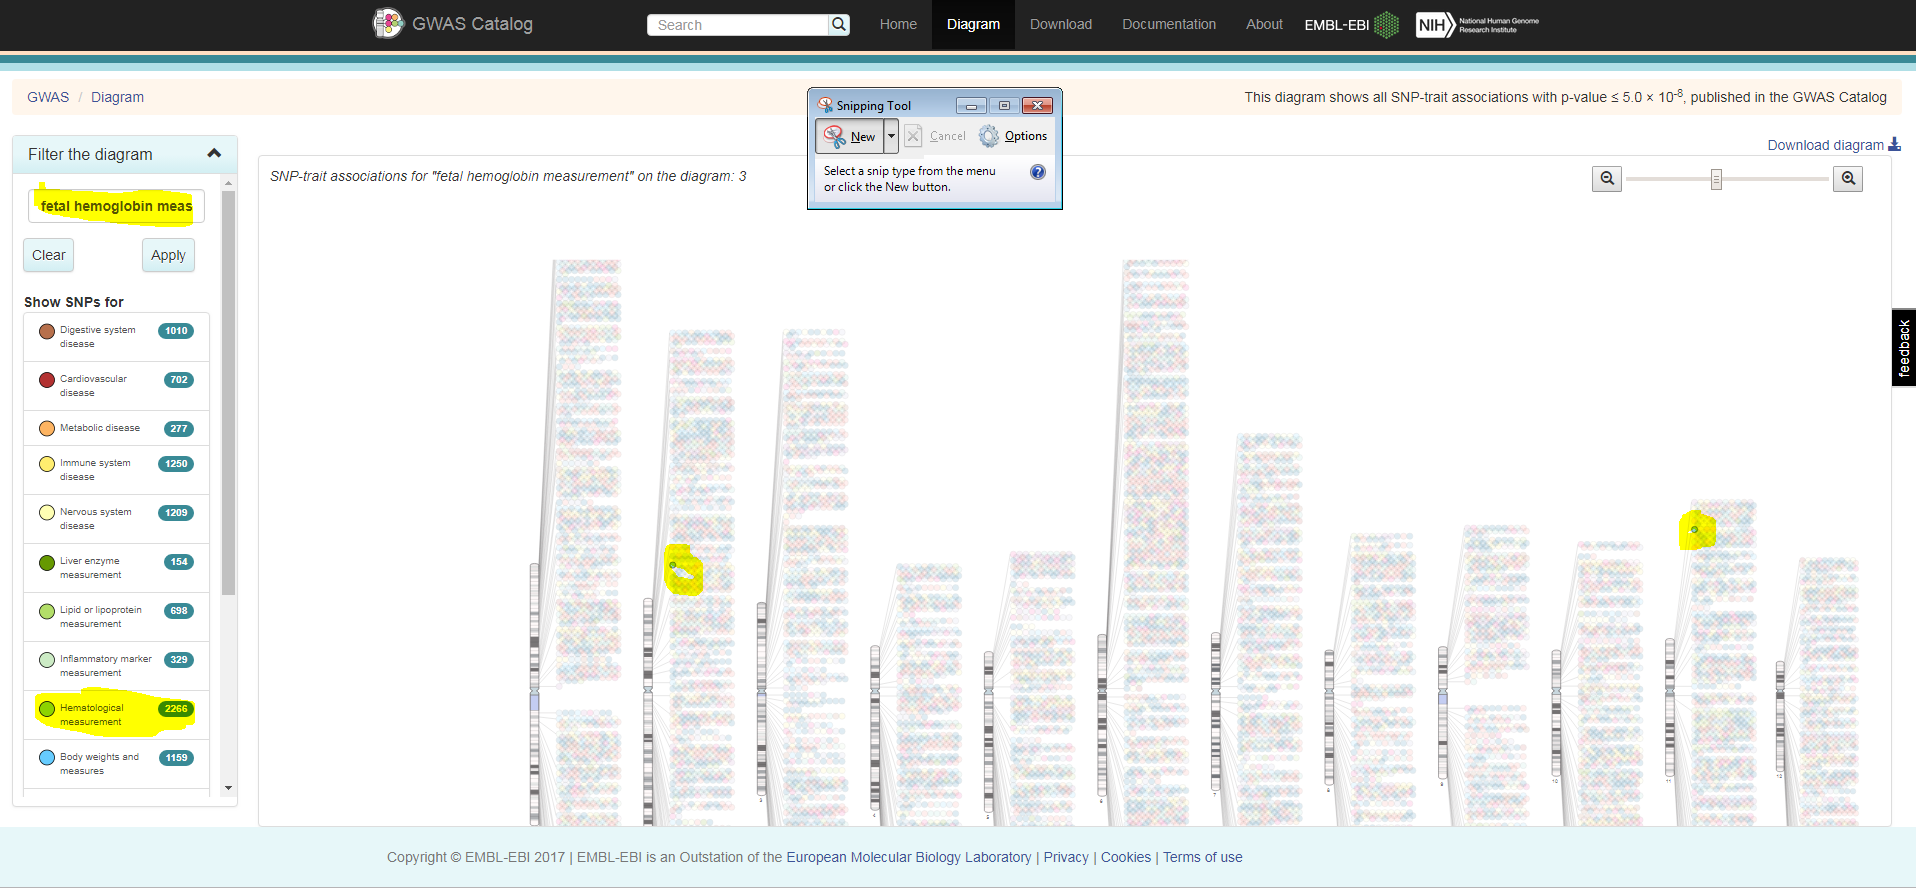 GWAS Catalog
Search
Home
Diagram
Download
Documentation
About
EMBL-EBI
NIH
National Human Genome
Research Institute
GWAS / Diagram
This diagram shows all SNP-trait associations with p-value ≤ 5.0 × 10-8, published in the GWAS Catalog
Snipping Tool
New
Cancel
Options
Select a snip type from the menu
or click the New button.
Download diagram
Filter the diagram
fetal hemoglobin meas
Clear
Apply
Show SNPs for
Digestive system
disease
1010
Cardiovascular
disease
702
Metabolic disease
277
Immune system
disease
1250
Nervous system
disease
1209
Liver enzyme
measurement
154
Lipid or lipoprotein
measurement
698
Inflammatory marker
measurement
329
Hematological
measurement
2266
Body weights and
measures
1159
SNP-trait associations for "fetal hemoglobin measurement" on the diagram: 3
feedback
Copyright © EMBL-EBI 2017 | EMBL-EBI is an Outstation of the European Molecular Biology Laboratory | Privacy | Cookies | Terms of use